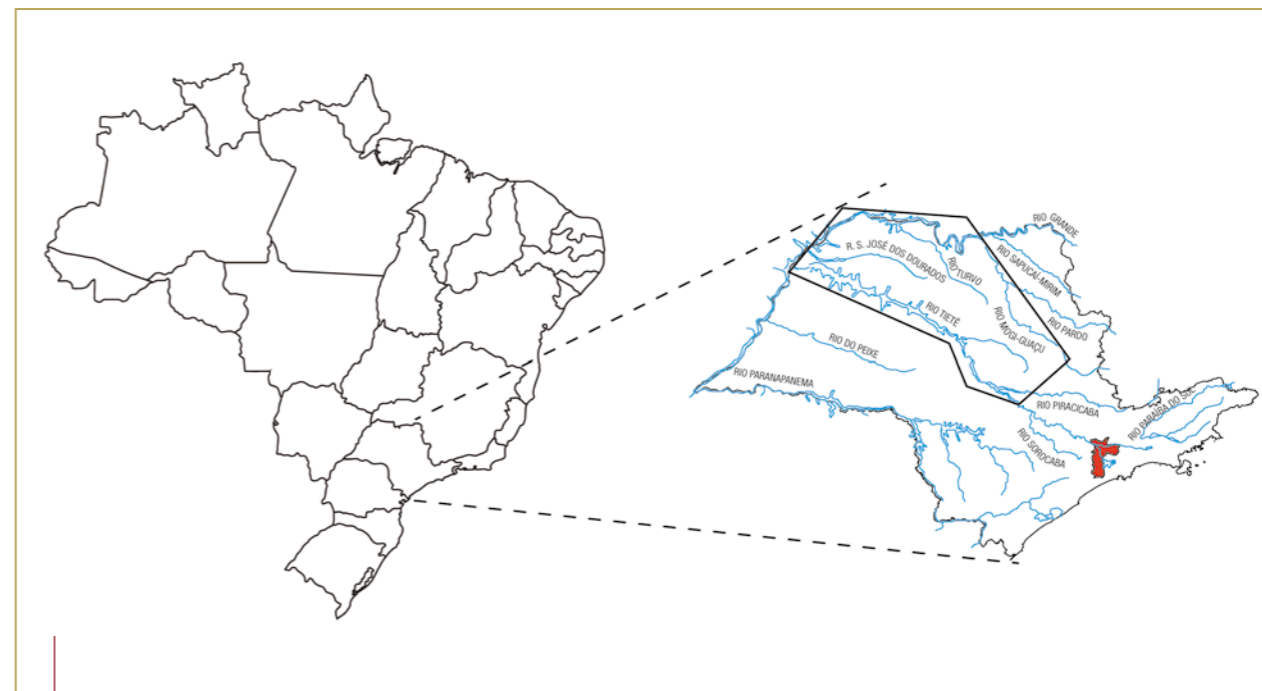 RIO GRANDE
RIO SAPUCAÍ-MIRIM
R. S. JOSÉ DOS DOURADOS
RIO TURVO
RIO PARDO
RIO TIETÊ
RIO MOGI-GUAÇU
RIO DO PEIXE
RIO PARANAPANEMA
RIO PIRACICABA
RIO PARAÍBA DO SUL
RIO SOROCABA